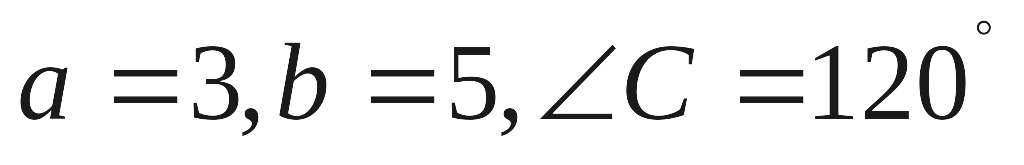 a = 3, b = 5, ∠C = 120°